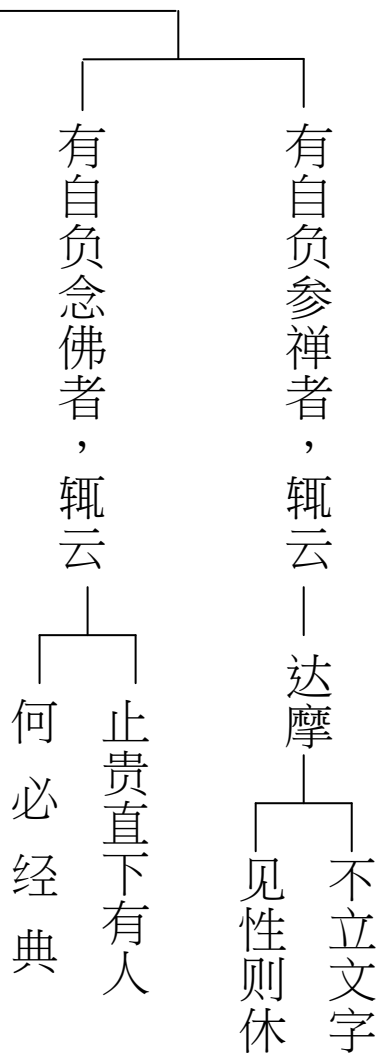 有自负参禅者，辄云
达摩
不立文字
见性则休
有自负念佛者，辄云
止贵直下有人
何必经典